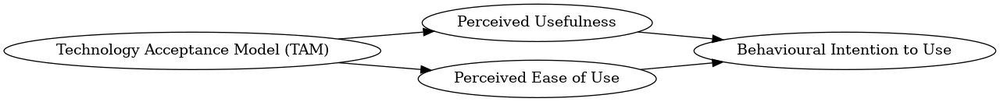 Technology Acceptance Model (TAM)
Perceived Usefulness
Perceived Ease of Use
Behavioural Intention to Use